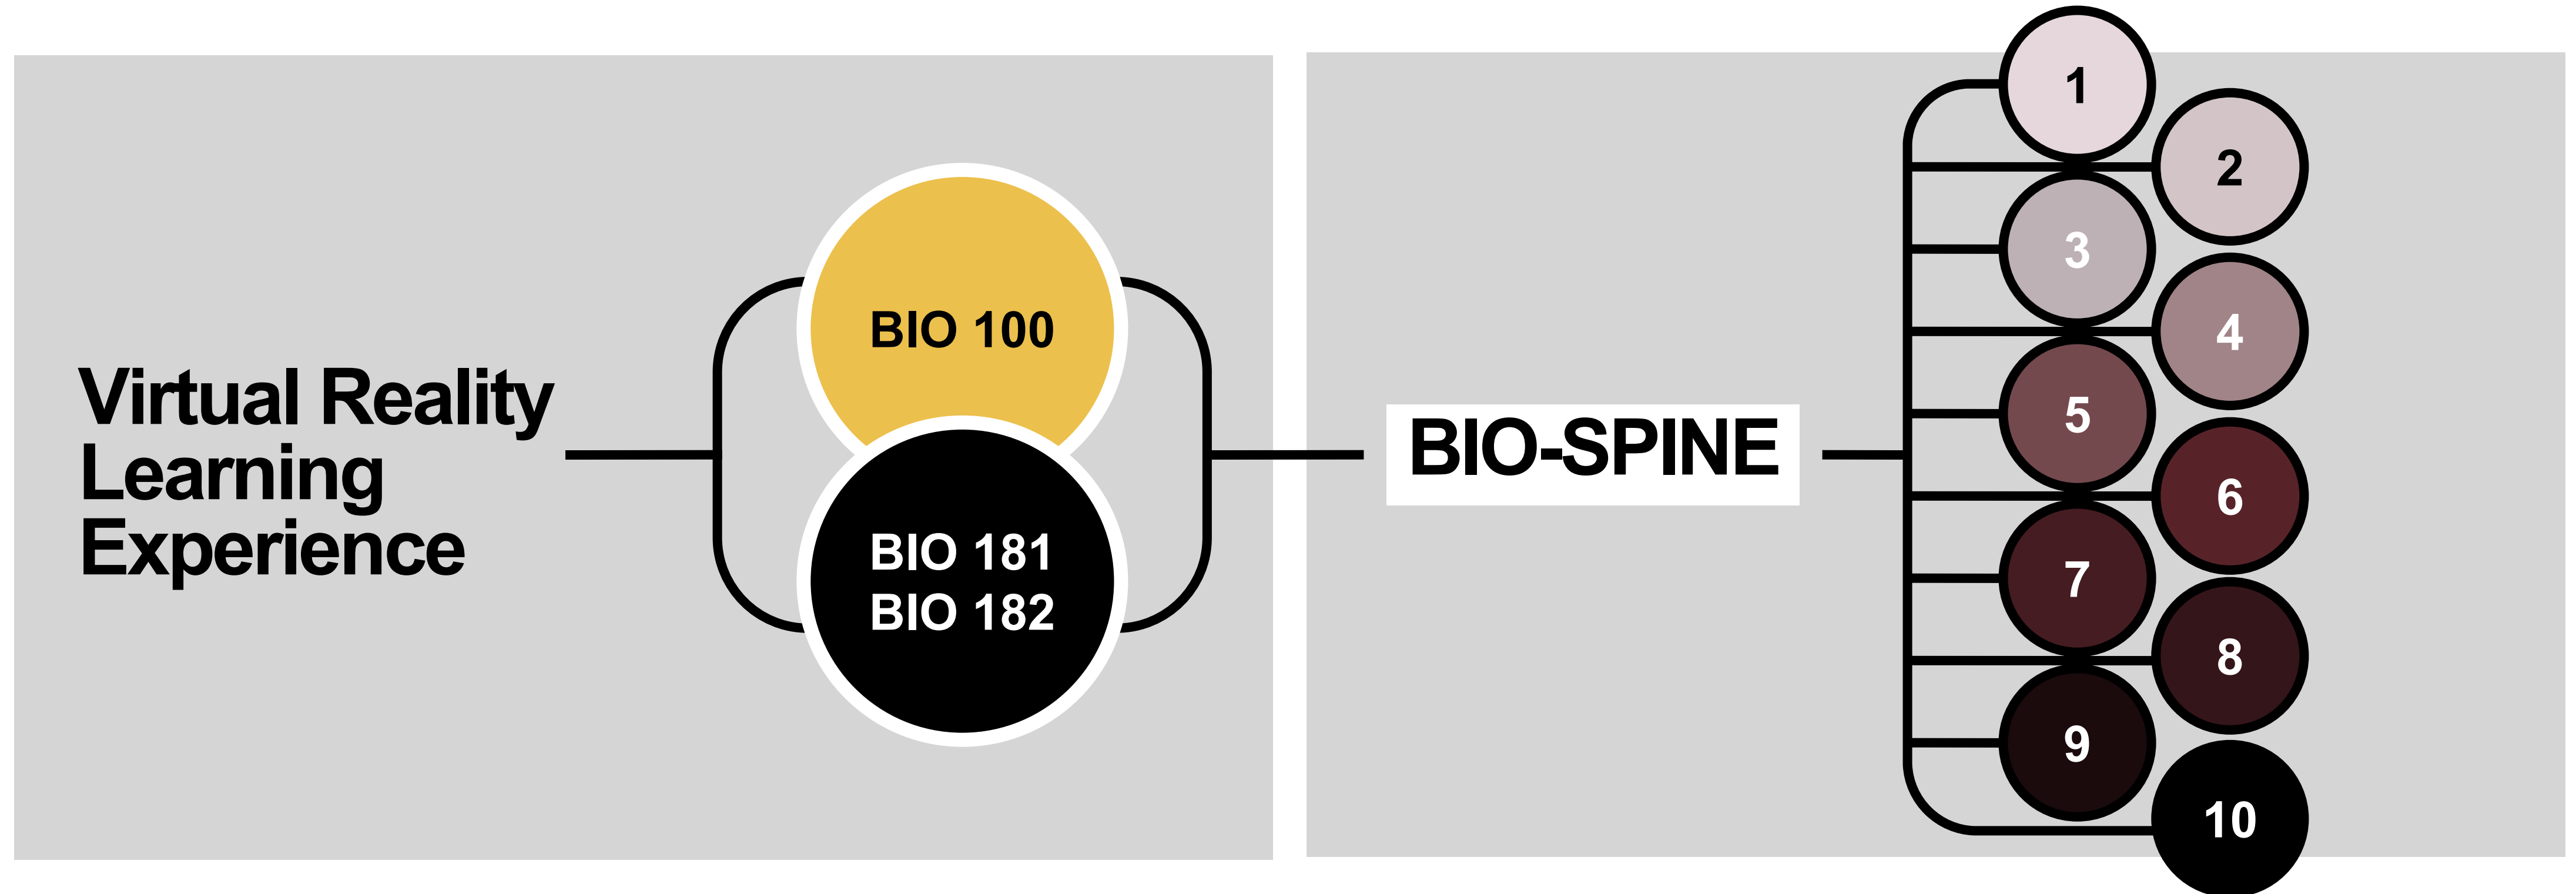 Virtual Reality
Learning
Experience
BIO 100
BIO 181
BIO 182
BIO-SPINE
1
2
3
4
5
6
7
8
9
10